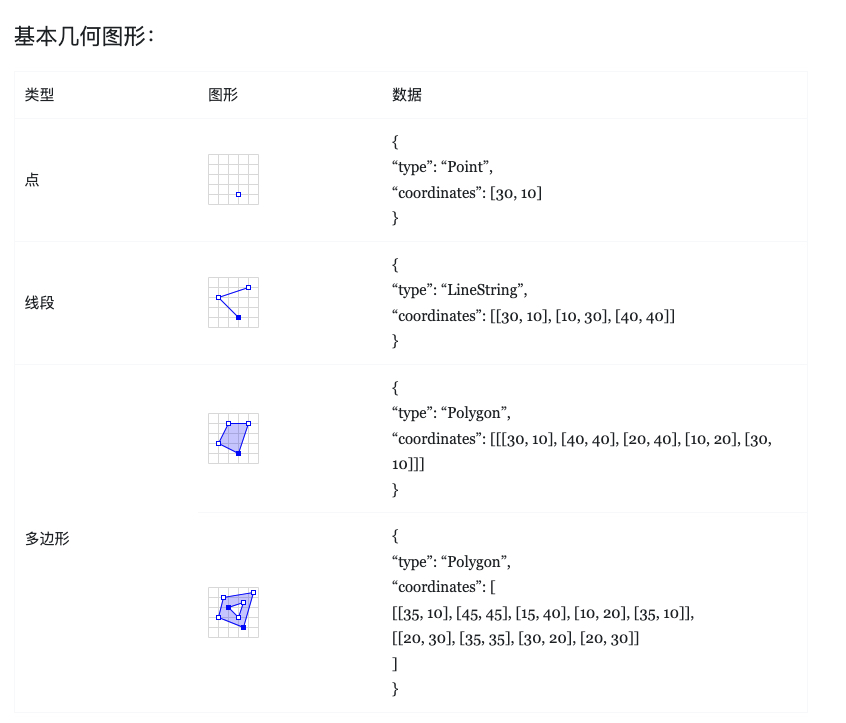 基本几何图形：
类型
图形
数据
点
{
“type”: “Point”,
“coordinates”: [30, 10]
}
线段
{
“type”: “LineString”,
“coordinates”: [[30, 10], [10, 30], [40, 40]]
}
多边形
{
“type”: “Polygon”,
“coordinates”: [[[30, 10], [40, 40], [20, 40], [10, 20], [30,
10]]]
}
{
“type”: “Polygon”,
“coordinates”: [
[[35, 10], [45, 45], [15, 40], [10, 20], [35, 10]],
[[20, 30], [35, 35], [30, 20], [20, 30]]
]
}